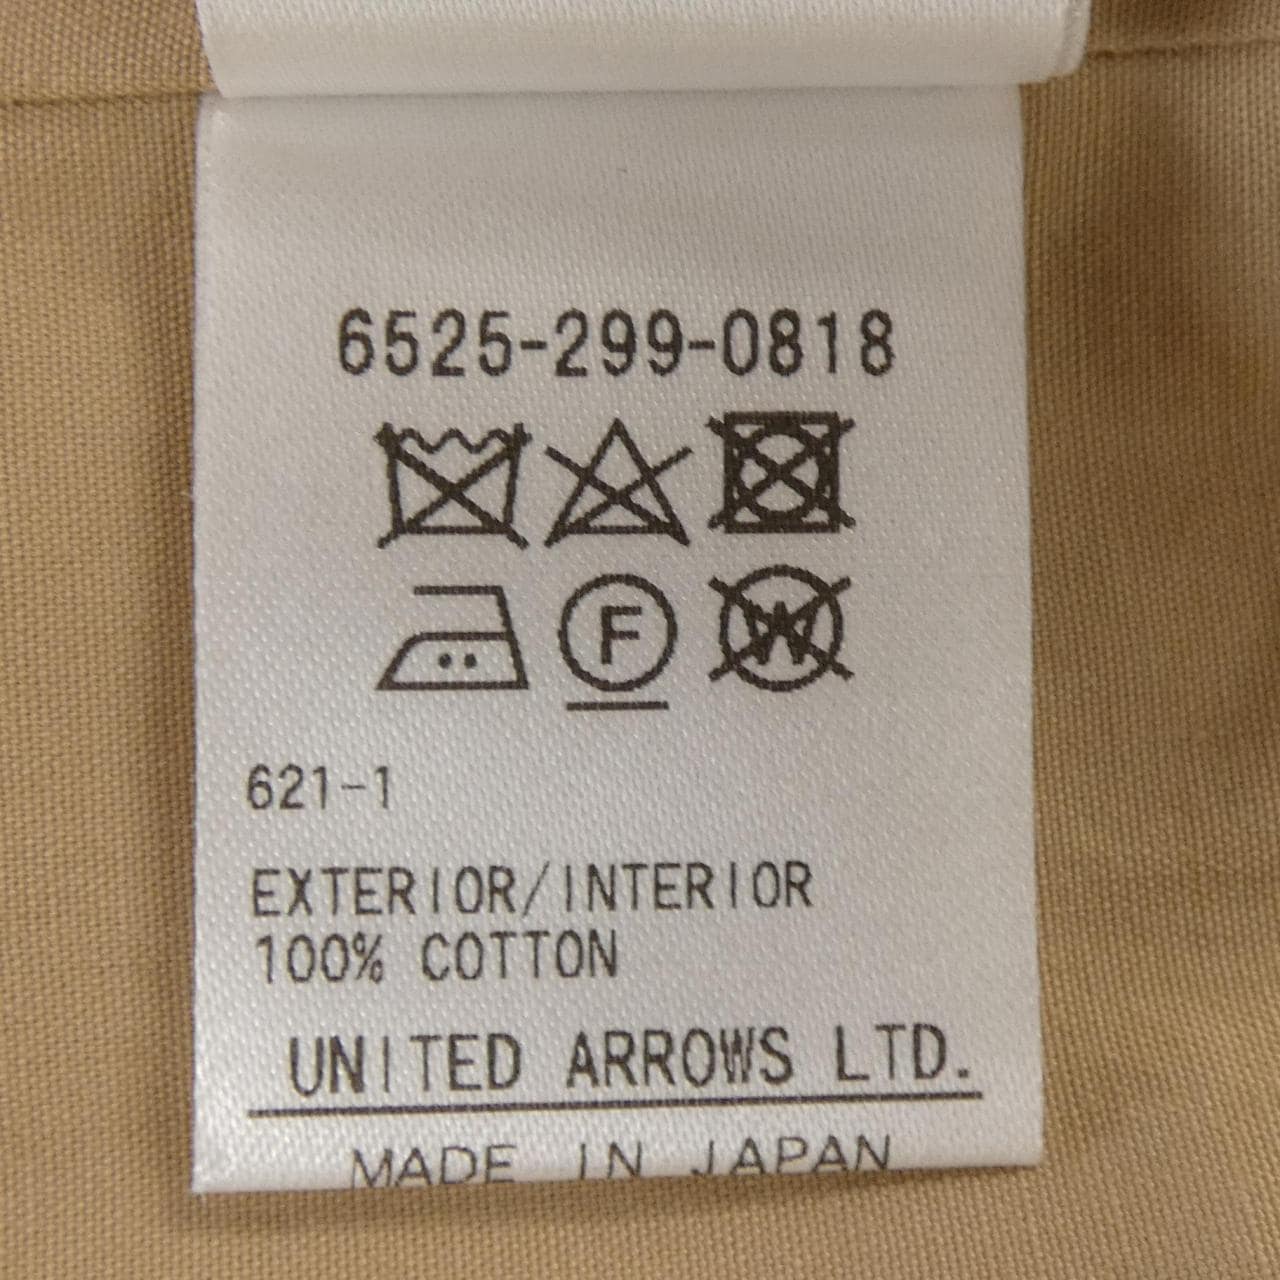 6525-299-0818
F W
621-1
EXTERIOR/INTERIOR
100% COTTON
UNITED ARROWS LTD.
MADE IN JAPAN